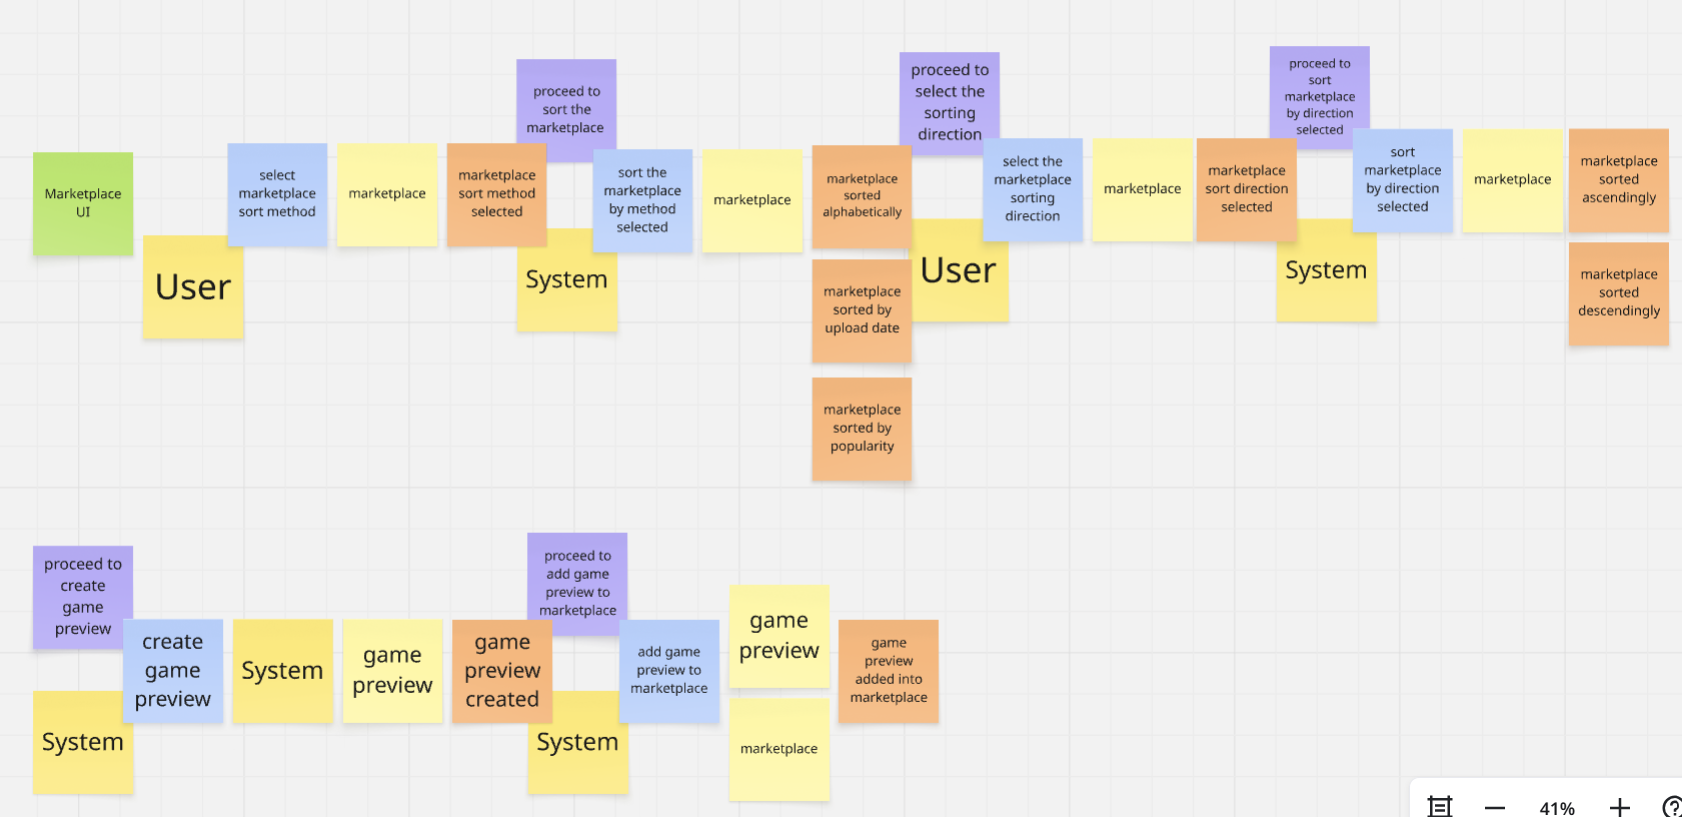 proceed to
sort the
marketplace
proceed to
select the
sorting
direction
proceed to
sort
marketplace
by direction
selected
Marketplace
UI
User
select
marketplace
sort method
marketplace
marketplace
sort method
selected
System
sort the
marketplace
by method
selected
marketplace
marketplace
sorted
alphabetically
marketplace
sorted by
upload date
marketplace
sorted by
popularity
User
select the
marketplace
sorting
direction
marketplace
marketplace
sort direction
selected
System
sort
marketplace
by direction
selected
marketplace
marketplace
sorted
ascendingly
marketplace
sorted
descendingly
proceed to
create
game
preview
System
create
game
preview
System
game
preview
game
preview
created
proceed to
add game
preview to
marketplace
System
add game
preview to
marketplace
game
preview
marketplace
game
preview
added into
marketplace
41%